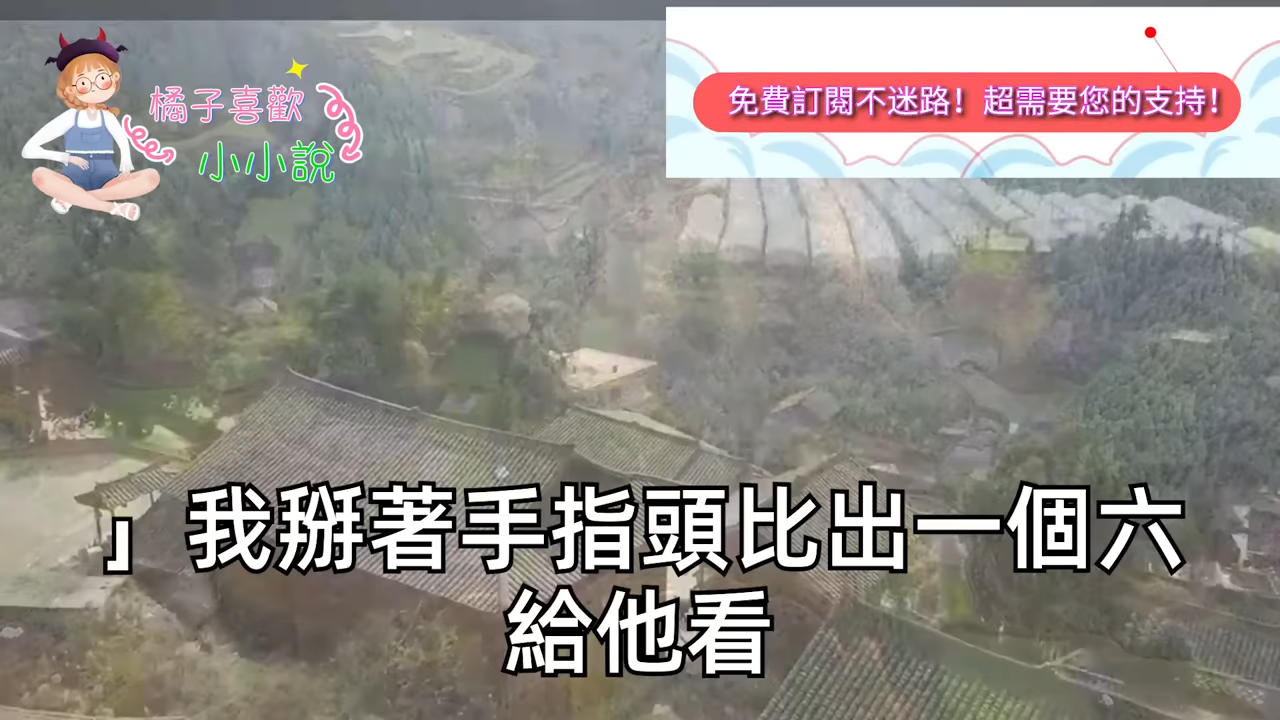 橘子喜歡
小小說
免費訂閱不迷路！超需要您的支持！
」我掰著手指頭比出一個六
給他看